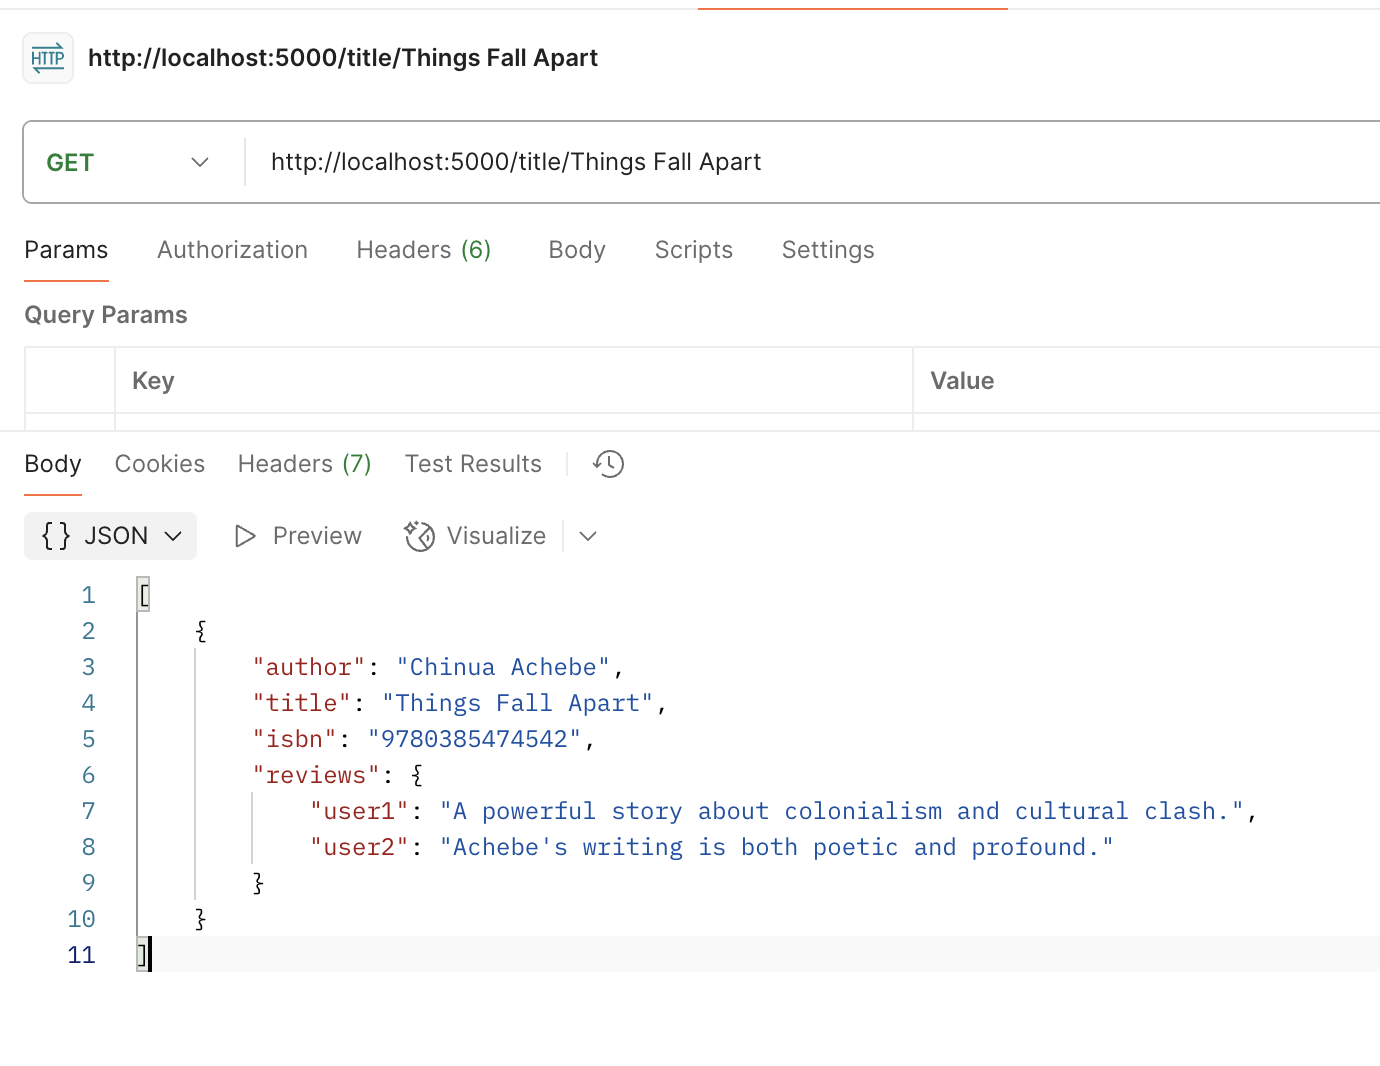 HTTP http://localhost:5000/title/Things Fall Apart
GET http://localhost:5000/title/Things Fall Apart
Params Authorization Headers (6) Body Scripts Settings
Query Params
Key Value
Body Cookies Headers (7) Test Results
{} JSON Preview Visualize
1 [
2 {
3 "author": "Chinua Achebe",
4 "title": "Things Fall Apart",
5 "isbn": "9780385474542",
6 "reviews": {
7 "user1": "A powerful story about colonialism and cultural clash.",
8 "user2": "Achebe's writing is both poetic and profound."
9 }
10 }
11 ]